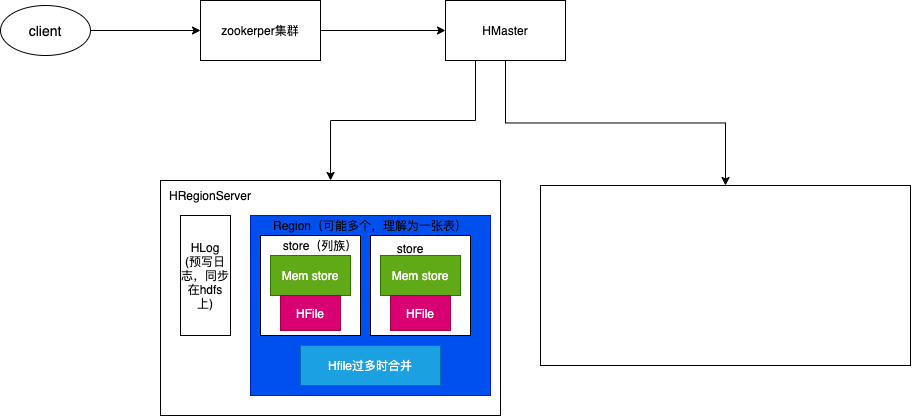 client
zookerper集群
HMaster
HRegionServer
HLog
(预写日
志，同步
在hdfs
上)
Region（可能多个，理解为一张表）
store（列族）
store
Mem store
Mem store
HFile
HFile
Hfile过多时合并